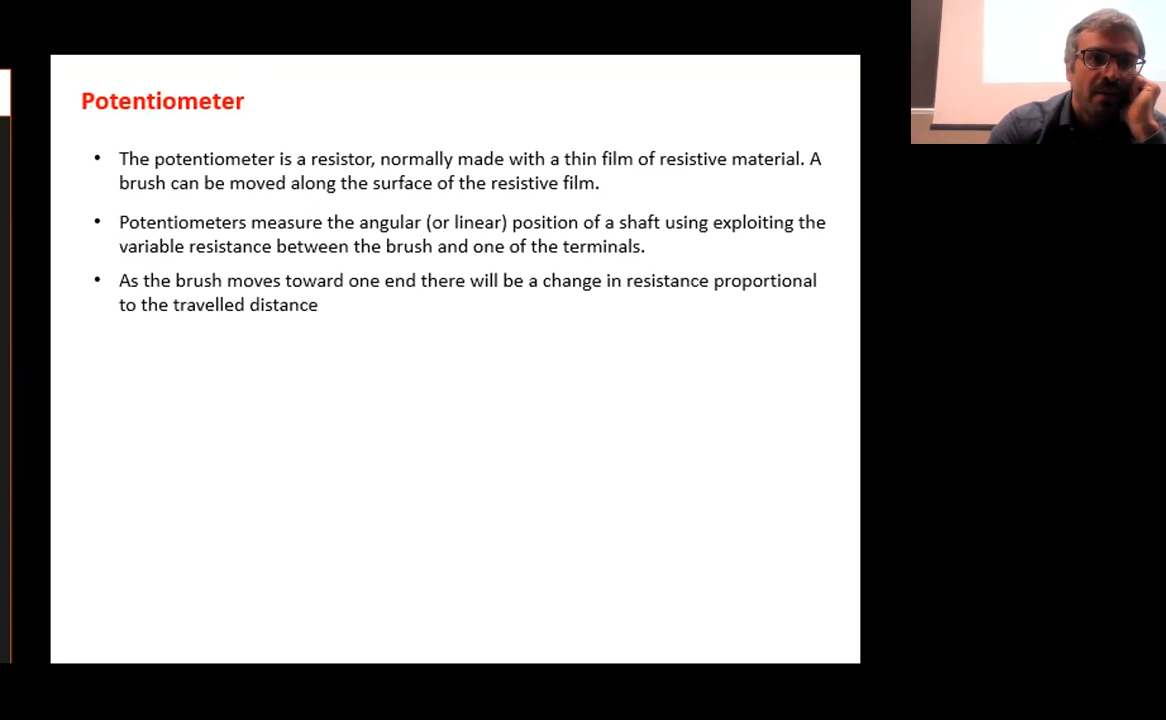 Potentiometer
• The potentiometer is a resistor, normally made with a thin film of resistive material. A
brush can be moved along the surface of the resistive film.
• Potentiometers measure the angular (or linear) position of a shaft using exploiting the
variable resistance between the brush and one of the terminals.
• As the brush moves toward one end there will be a change in resistance proportional
to the travelled distance